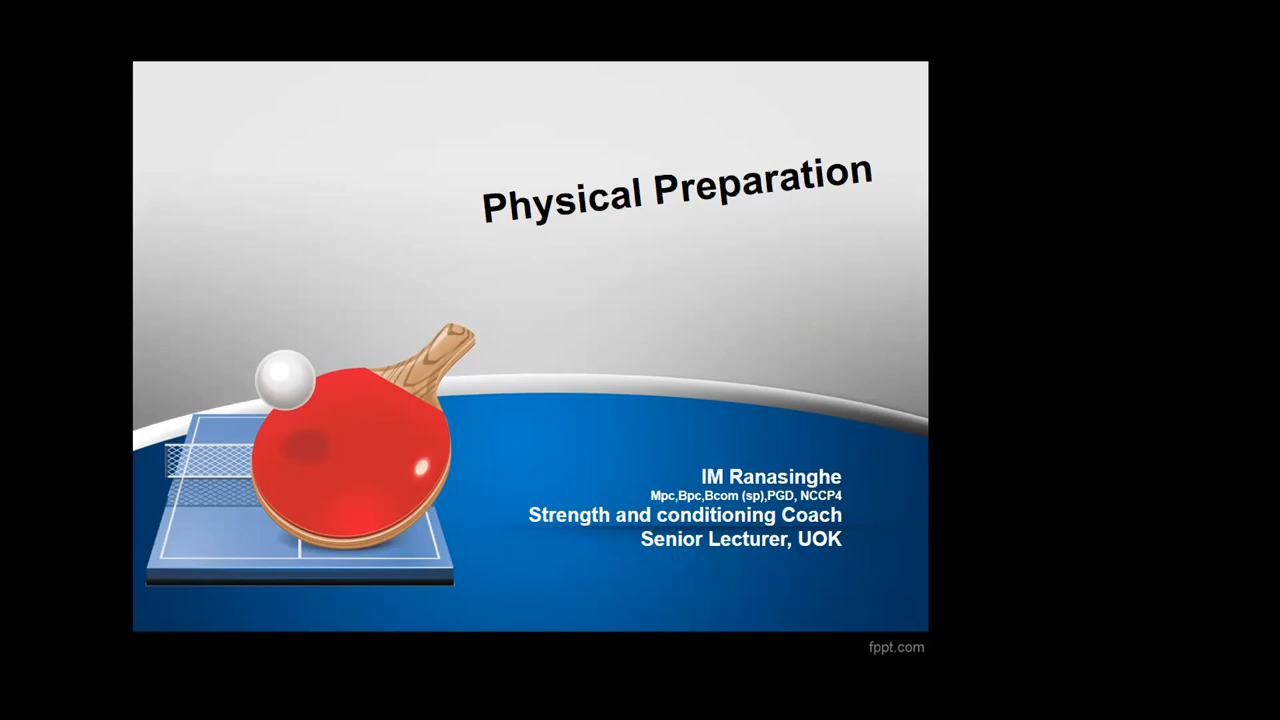 Physical Preparation
IM Ranasinghe
Mpc,Bpc,Bcom (sp),PGD, NCCP4
Strength and conditioning Coach
Senior Lecturer, UOK
fppt.com